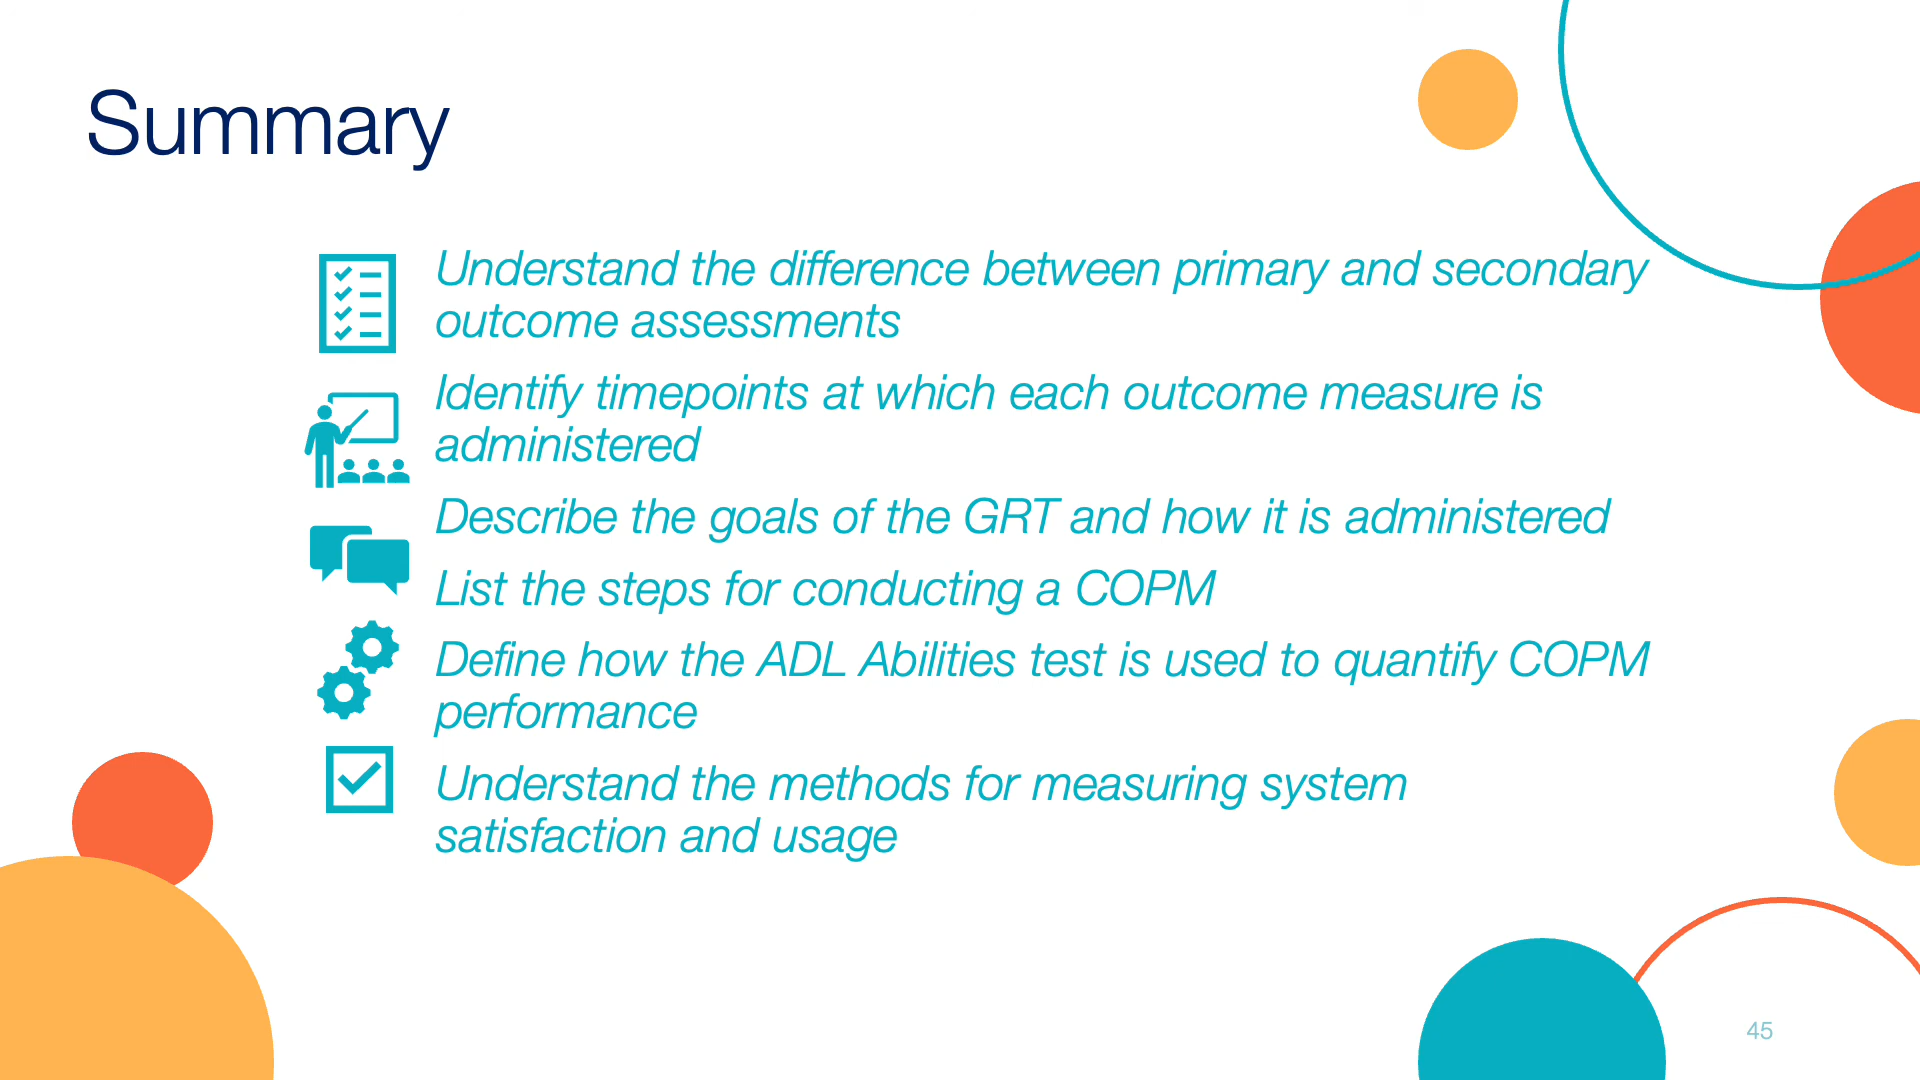 Summary
Understand the difference between primary and secondary
outcome assessments
Identify timepoints at which each outcome measure is
administered
Describe the goals of the GRT and how it is administered
List the steps for conducting a COPM
Define how the ADL Abilities test is used to quantify COPM
performance
Understand the methods for measuring system
satisfaction and usage
45